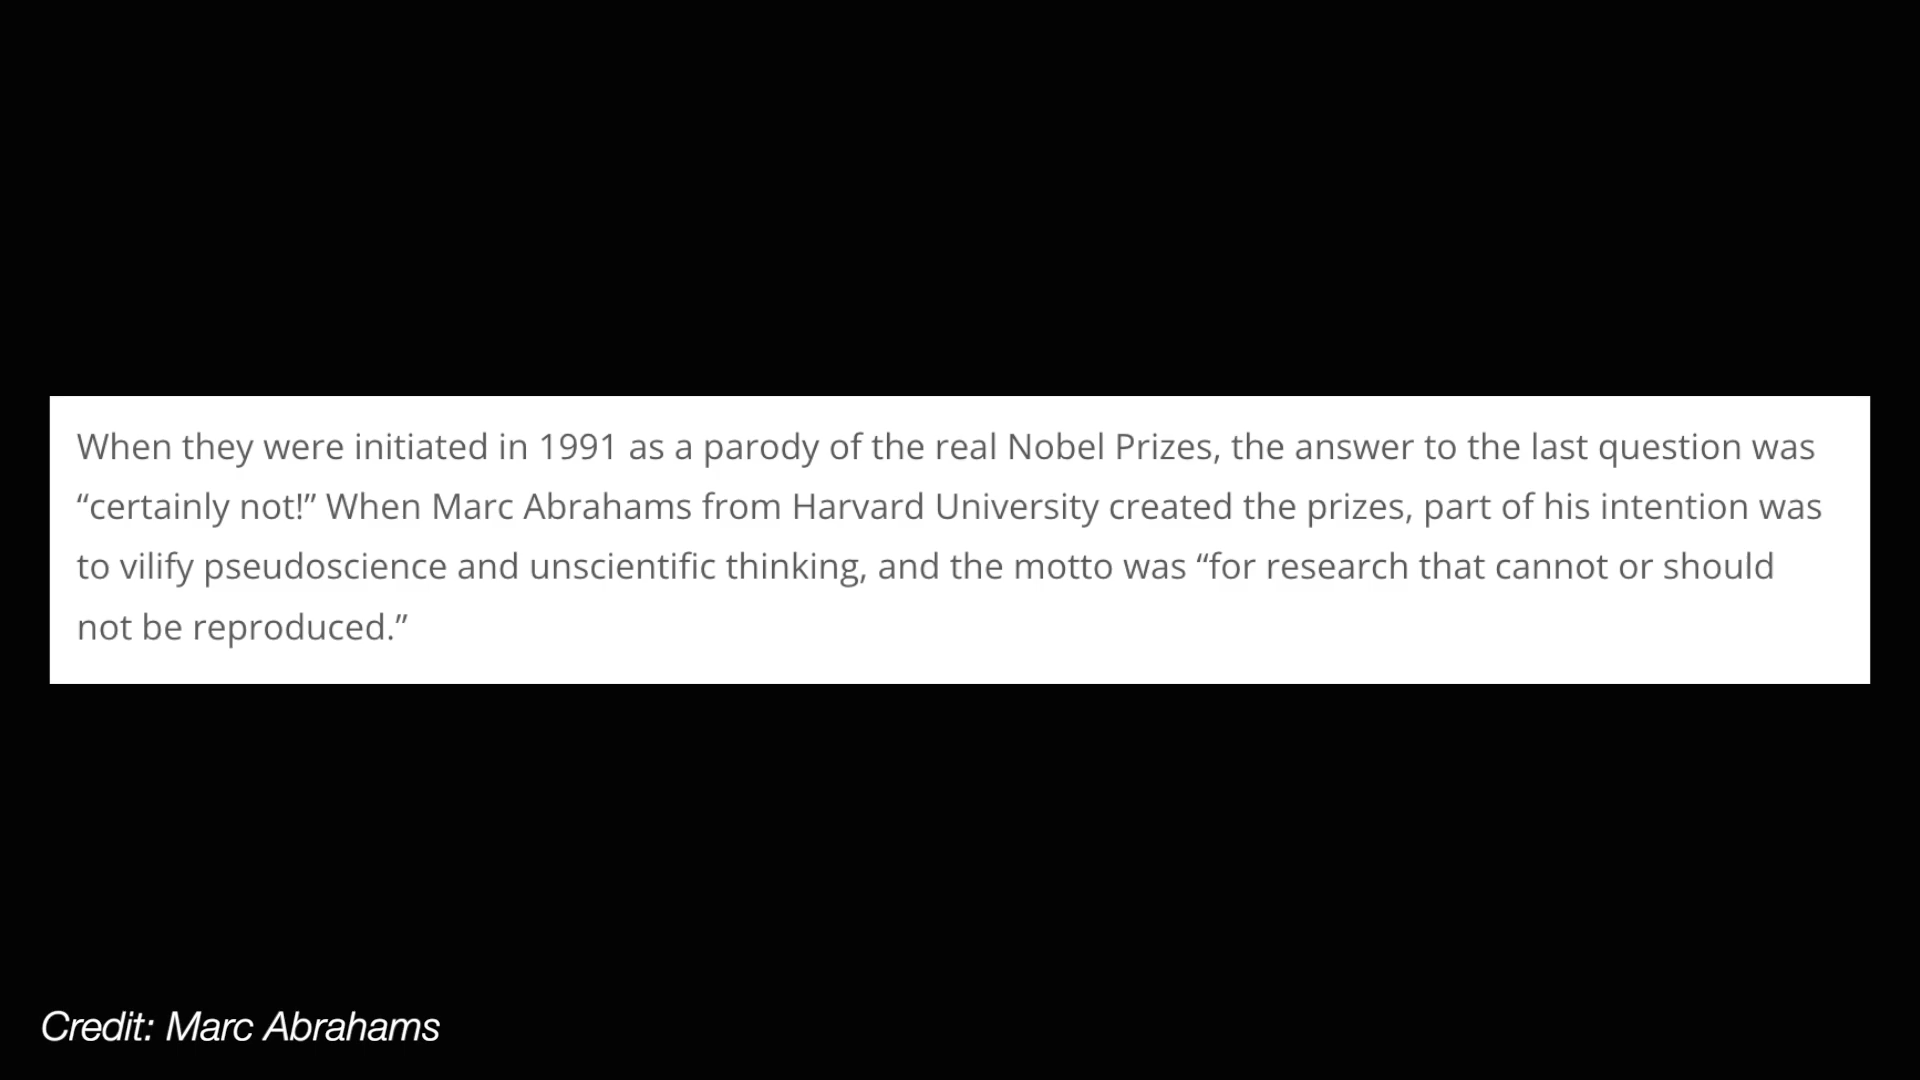 When they were initiated in 1991 as a parody of the real Nobel Prizes, the answer to the last question was
“certainly not!” When Marc Abrahams from Harvard University created the prizes, part of his intention was
to vilify pseudoscience and unscientific thinking, and the motto was “for research that cannot or should
not be reproduced.”
Credit: Marc Abrahams